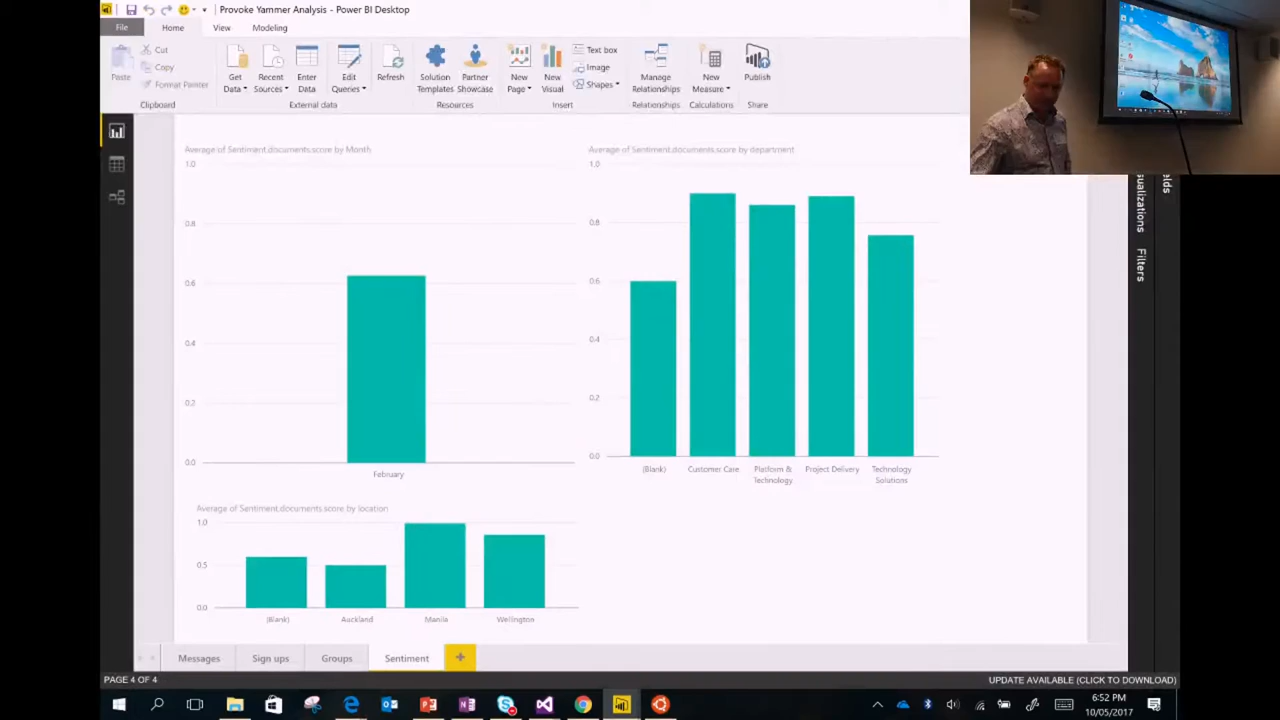 Provoke Yammer Analysis - Power BI Desktop
File
Home
View
Modeling
Paste
Cut
Copy
Format Painter
Clipboard
Get Data
Recent Sources
Enter Data
Edit Queries
Refresh
External data
Solution Templates
Partner Showcase
Resources
New Page
New Visual
Text box
Image
Shapes
Insert
Manage Relationships
Relationships
New Measure
Calculations
Publish
Share
Average of Sentiment.documents.score by Month
1.0
0.8
0.6
0.4
0.2
0.0
February
Average of Sentiment.documents.score by department
1.0
0.8
0.6
0.4
0.2
0.0
(Blank)
Customer Care
Platform & Technology
Project Delivery
Technology Solutions
Average of Sentiment.documents.score by location
1.0
0.5
0.0
(Blank)
Auckland
Manila
Wellington
sualizations
Filters
elds
Messages
Sign ups
Groups
Sentiment
PAGE 4 OF 4
UPDATE AVAILABLE (CLICK TO DOWNLOAD)
6:52 PM
10/05/2017